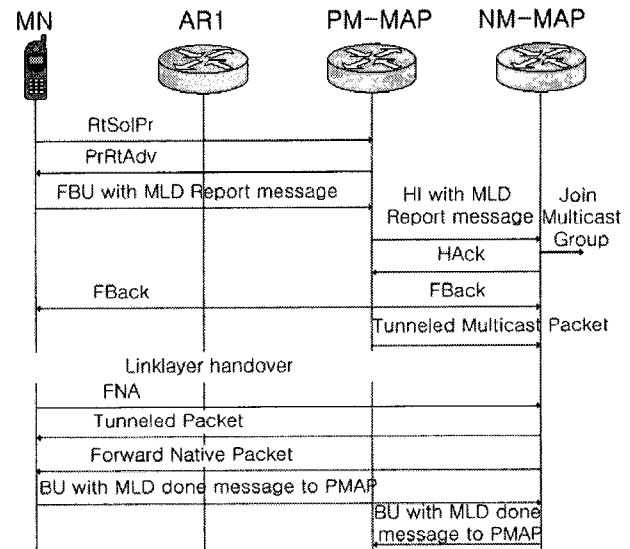 MN AR1 PM-MAP NM-MAP
RtSolPr
PrRtAdv
FBU with MLD Report message
HI with MLD
Report message
Join
Multicast
Group
HAck
FBack FBack
Tunneled Multicast Packet
Linklayer handover
FNA
Tunneled Packet
Forward Native Packet
BU with MLD done message to PMAP
BU with MLD done
message to PMAP